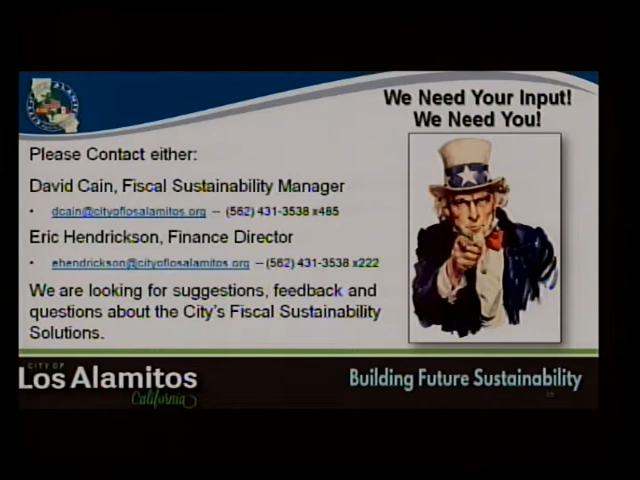 We Need Your Input!
We Need You!
Please Contact either:
David Cain, Fiscal Sustainability Manager
• dcain@cityoflosalamitos.org – (562) 431-3538 x485
Eric Hendrickson, Finance Director
• ehendrickson@cityoflosalamitos.org – (562) 431-3538 x222
We are looking for suggestions, feedback and
questions about the City's Fiscal Sustainability
Solutions.
CITY OF
Los Alamitos
California
Building Future Sustainability